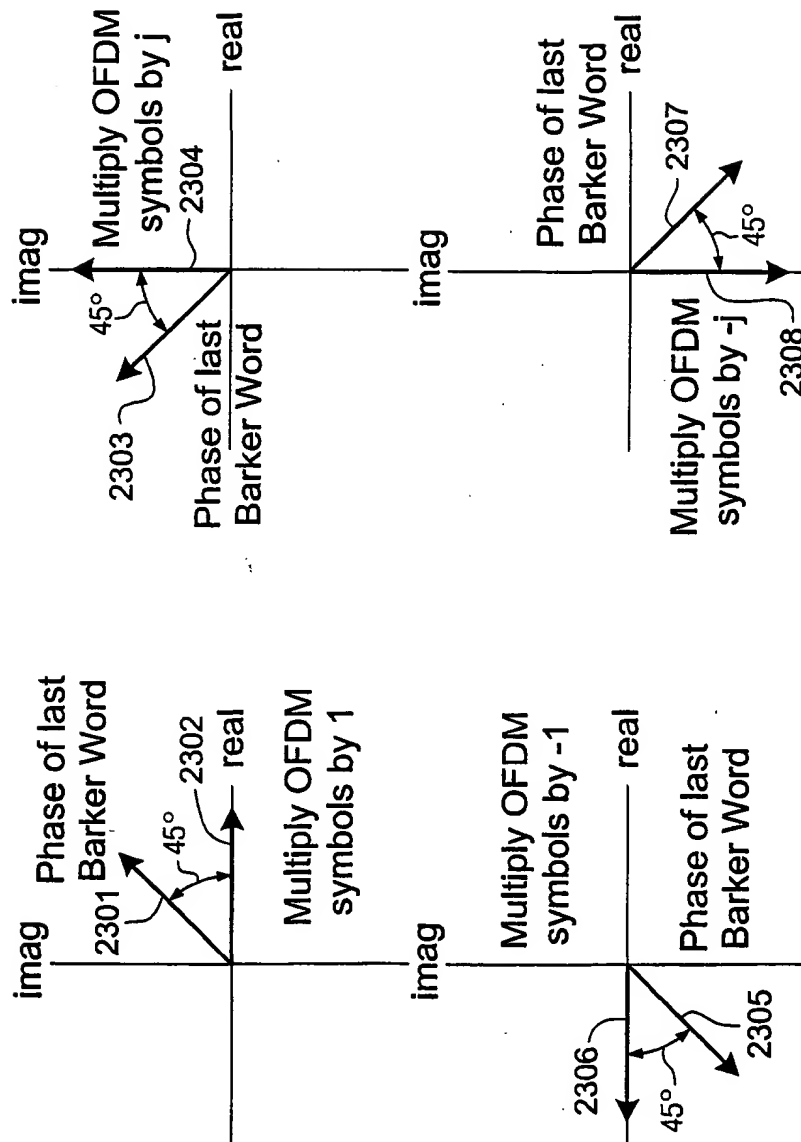 imag
Phase of last
Barker Word
2301
45°
2302
real
Multiply OFDM
symbols by 1
imag
Multiply OFDM
symbols by j
2304
45°
2303
real
Phase of last
Barker Word
imag
Multiply OFDM
symbols by -1
real
2306
45°
2305
Phase of last
Barker Word
imag
Phase of last
Barker Word
real
2307
45°
Multiply OFDM
symbols by -j
2308